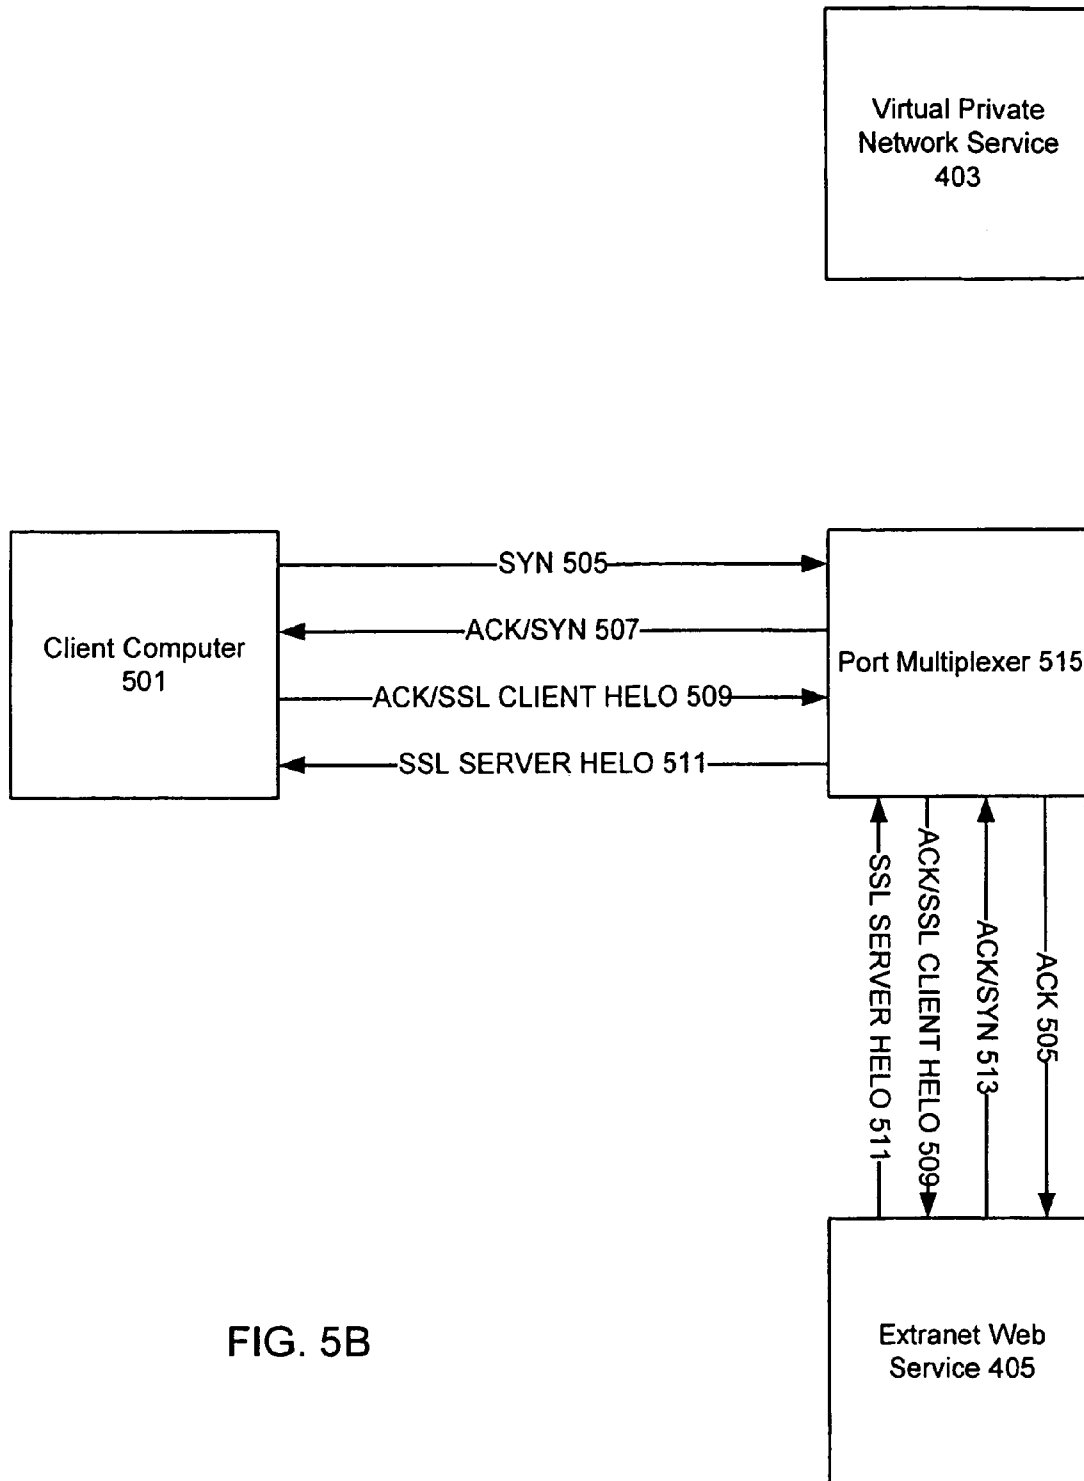 Virtual Private
Network Service
403
SYN 505
ACK/SYN 507
Client Computer
501
Port Multiplexer 515
ACK/SSL CLIENT HELO 509
SSL SERVER HELO 511
SSL SERVER HELO 511
ACK/SSL CLIENT HELO 509
ACK/SYN 513
ACK 505
FIG. 5B
Extranet Web
Service 405